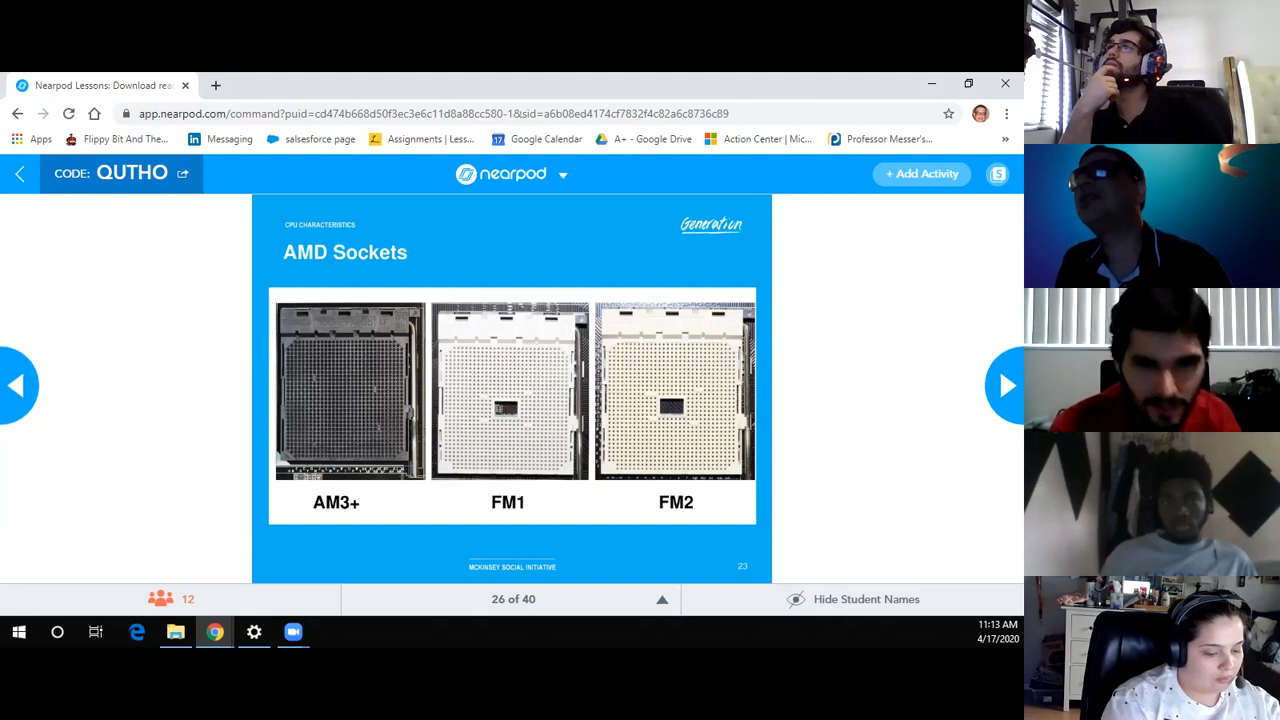 Nearpod Lessons: Download rea
app.nearpod.com/command?puid=cd4795668d50f3ec3e6c11d8a88cc580-1&sid=a6b08ed4174cf7832f4c82a6c8736c89
Apps Flippy Bit And The... Messaging salesforce page Assignments | Less... 17 Google Calendar A+ - Google Drive Action Center | Mic... Professor Messer's... »
CODE: QUTHO nearpod + Add Activity S
CPU CHARACTERISTICS
Generation
AMD Sockets
AM3+ FM1 FM2
MCKINSEY SOCIAL INITIATIVE
23
12 26 of 40 Hide Student Names
11:13 AM
4/17/2020